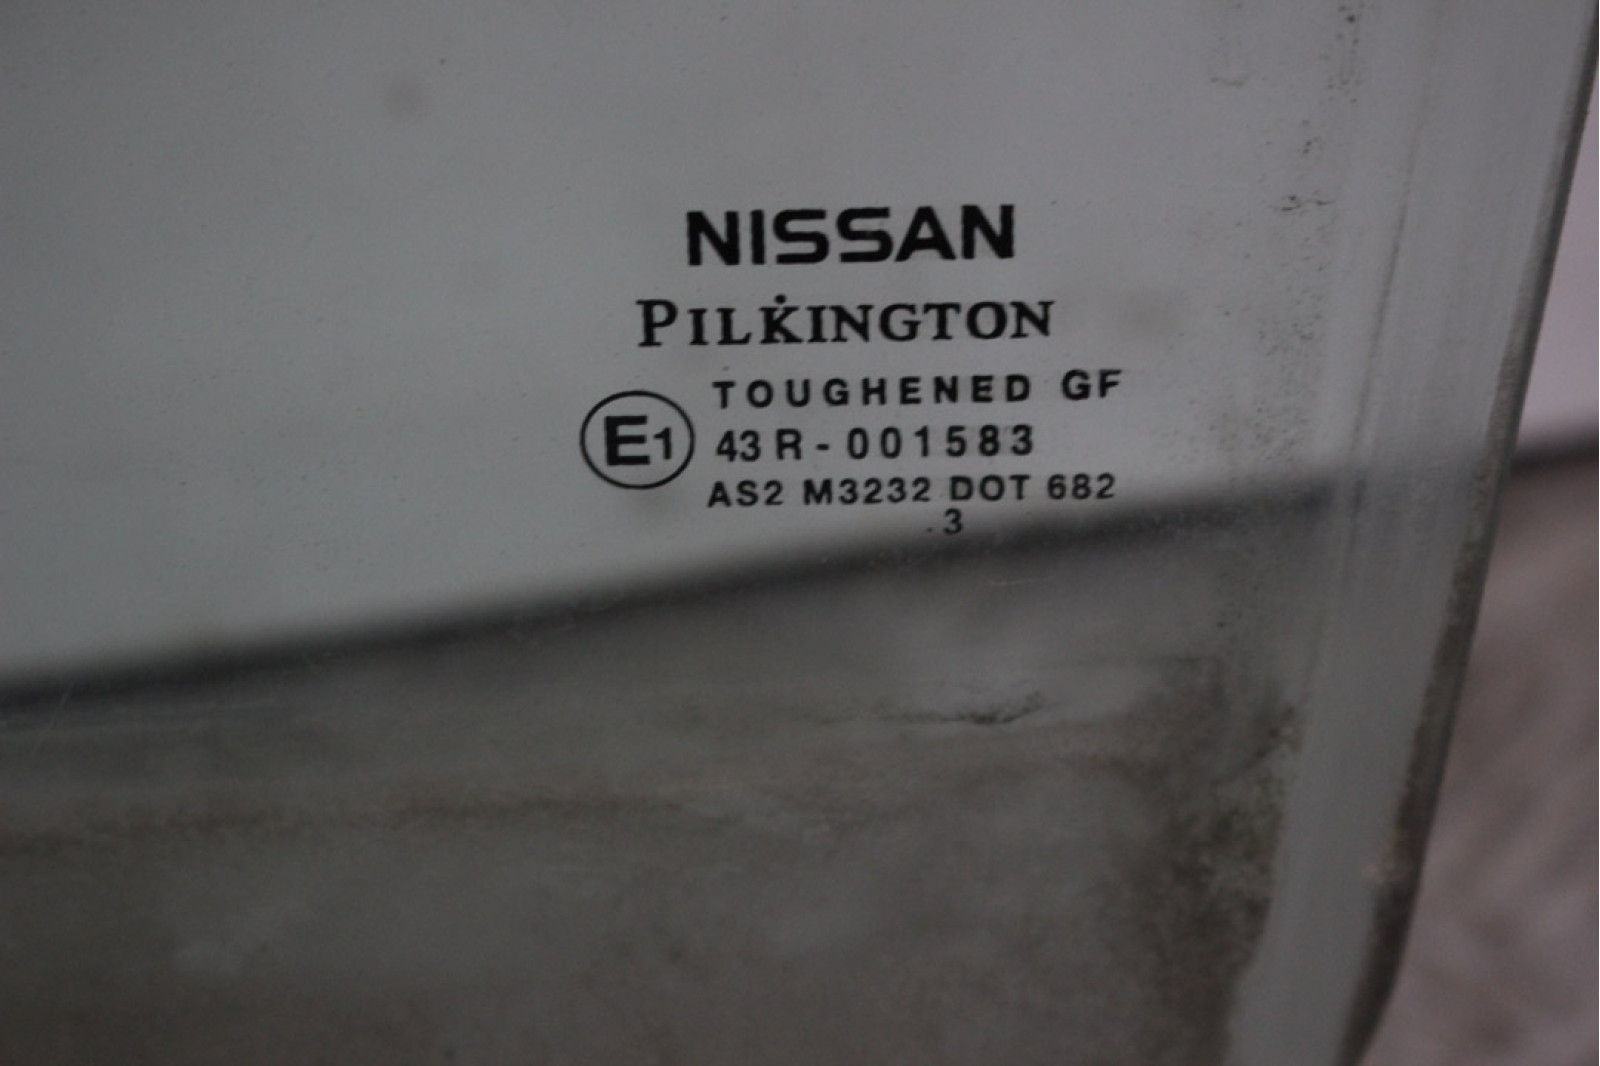 NISSAN
PILKINGTON
TOUGHENED GF
E1 43R-001583
AS2 M3232 DOT 682
.3